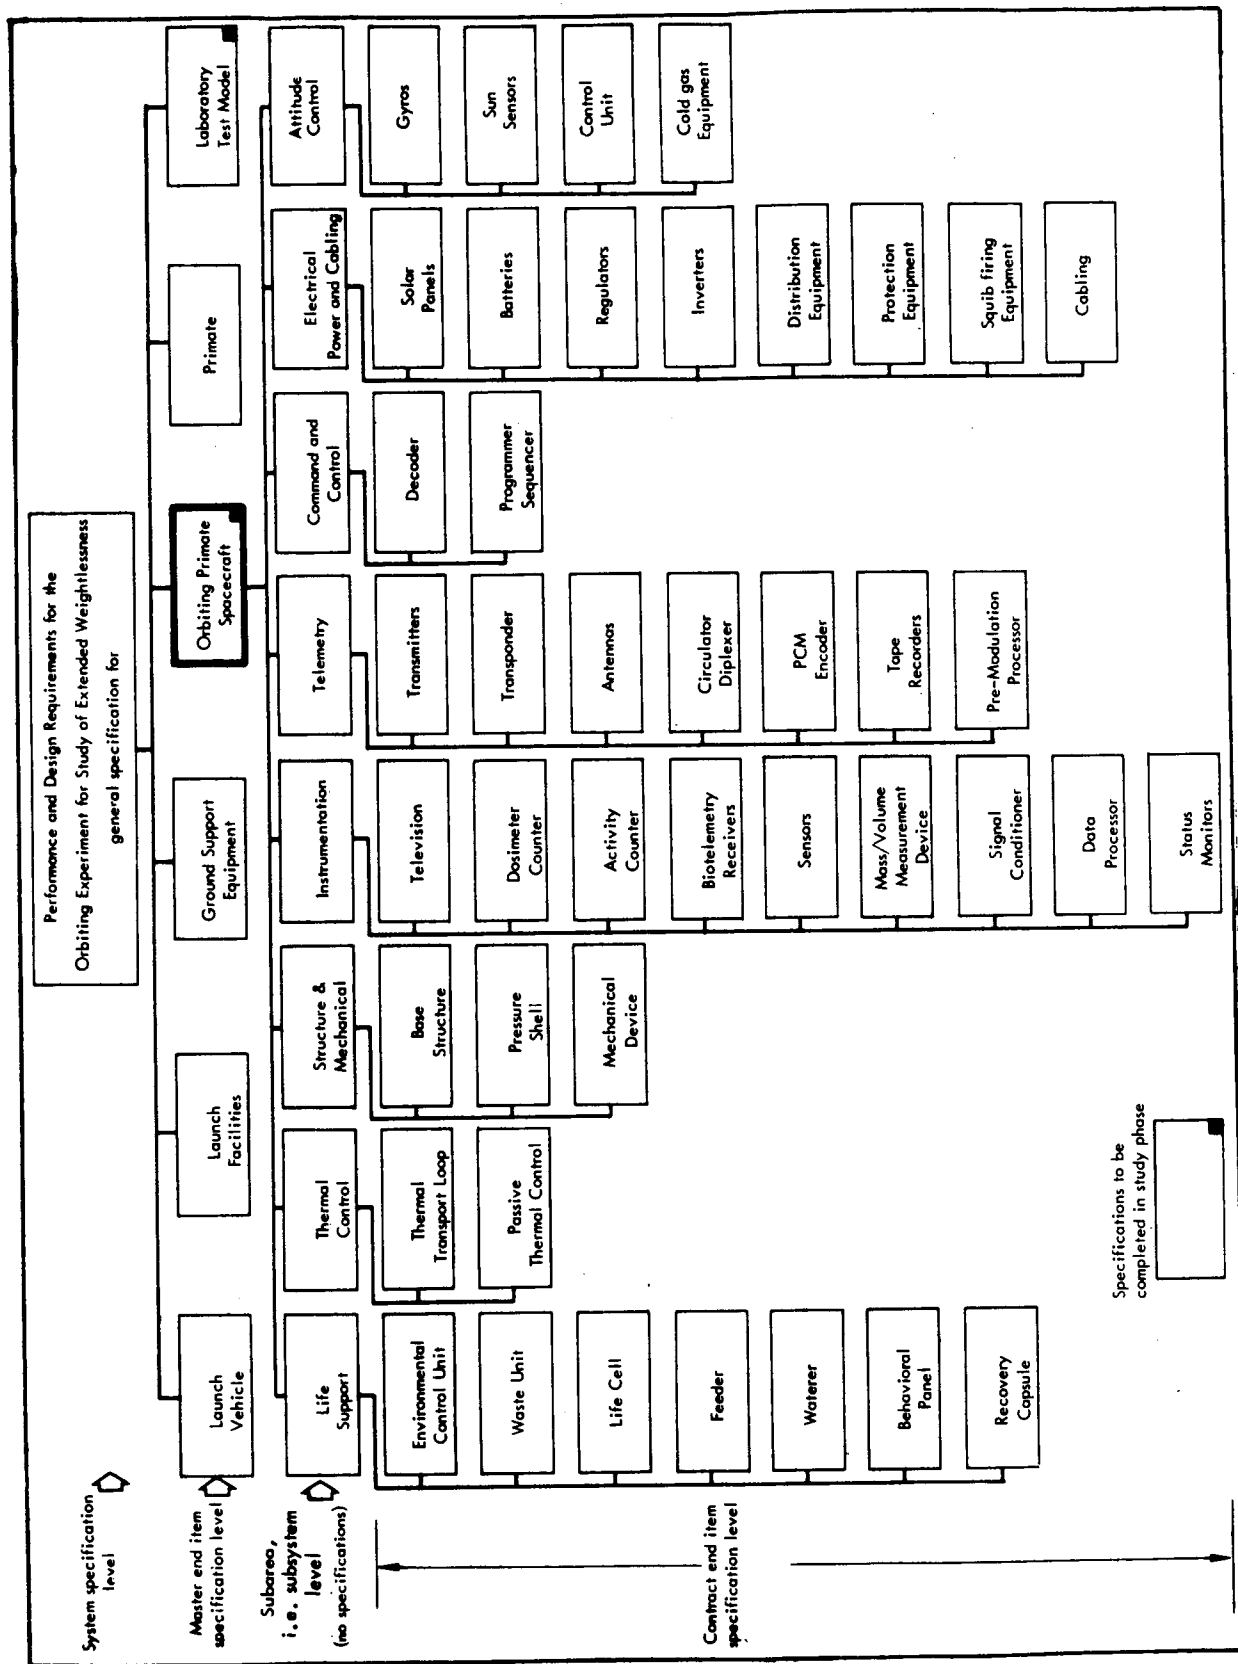 Performance and Design Requirements for the
Orbiting Experiment for Study of Extended Weightlessness
general specification for
System specification
level
Master end item
specification level
Launch
Vehicle
Launch
Facilities
Ground Support
Equipment
Orbiting Primate
Spacecraft
Primate
Laboratory
Test Model
Subarea,
i.e. subsystem
level
(no specifications)
Life
Support
Thermal
Control
Structure &
Mechanical
Instrumentation
Telemetry
Command and
Control
Electrical
Power and Cabling
Attitude
Control
Contract end item
specification level
Environmental
Control Unit
Waste Unit
Life Cell
Feeder
Waterer
Behavioral
Panel
Recovery
Capsule
Thermal
Transport Loop
Passive
Thermal Control
Base
Structure
Pressure
Shell
Mechanical
Device
Television
Dosimeter
Counter
Activity
Counter
Biotelemetry
Receivers
Sensors
Mass/Volume
Measurement
Device
Signal
Conditioner
Data
Processor
Status
Monitors
Transmitters
Transponder
Antennas
Circulator
Diplexer
PCM
Encoder
Tape
Recorders
Pre-Modulation
Processor
Decoder
Programmer
Sequencer
Solar
Panels
Batteries
Regulators
Inverters
Distribution
Equipment
Protection
Equipment
Squib firing
Equipment
Cabling
Gyros
Sun
Sensors
Control
Unit
Cold gas
Equipment
Specifications to be
completed in study phase